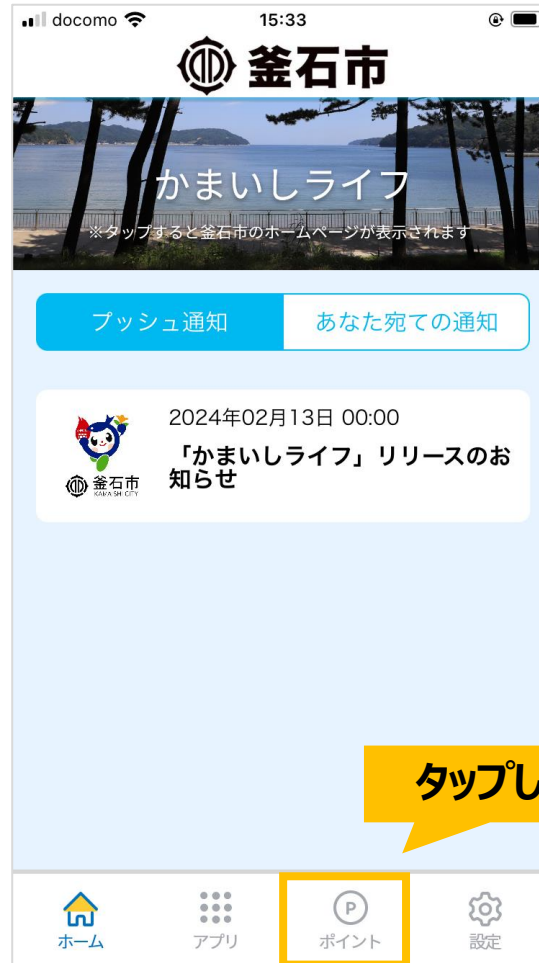 docomo 15:33
釜石市
かまいしライフ
※タップすると釜石市のホームページが表示されます
プッシュ通知 あなた宛ての通知
2024年02月13日 00:00
「かまいしライフ」リリースのお
知らせ
釜石市
KAMAISHI CITY
タップし
P
ホーム アプリ ポイント 設定